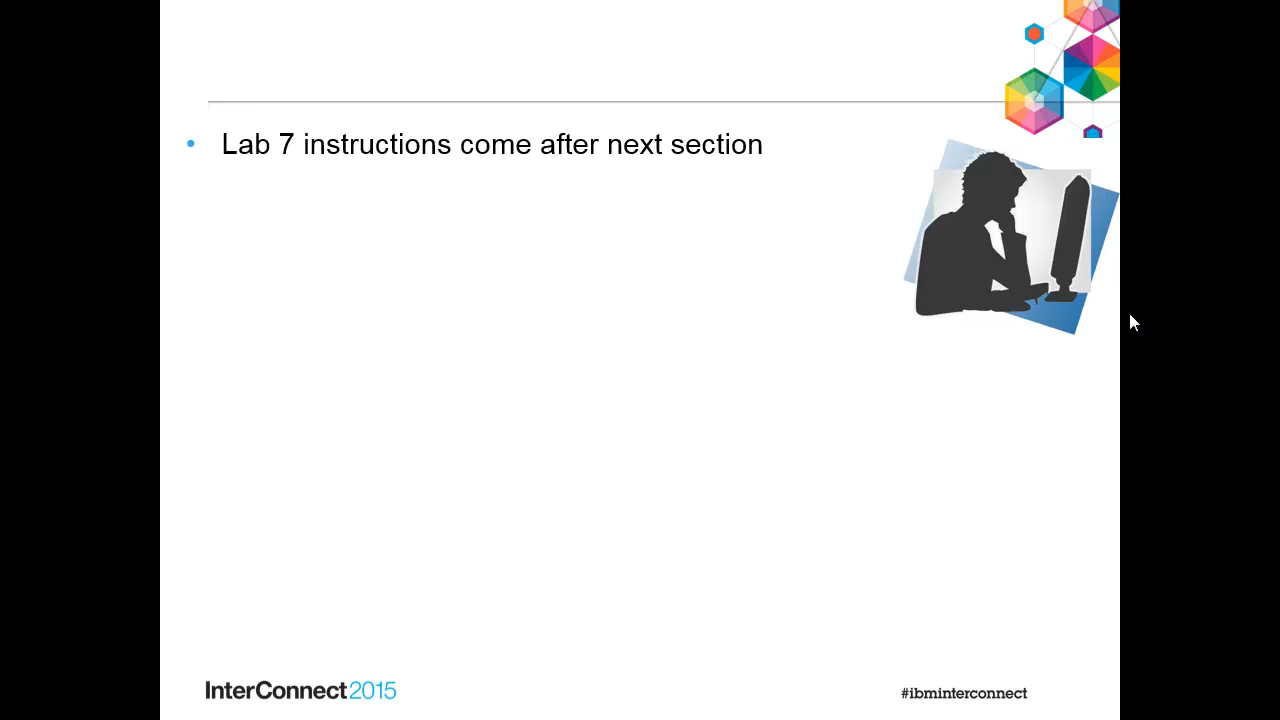 • Lab 7 instructions come after next section
InterConnect 2015
#ibminterconnect